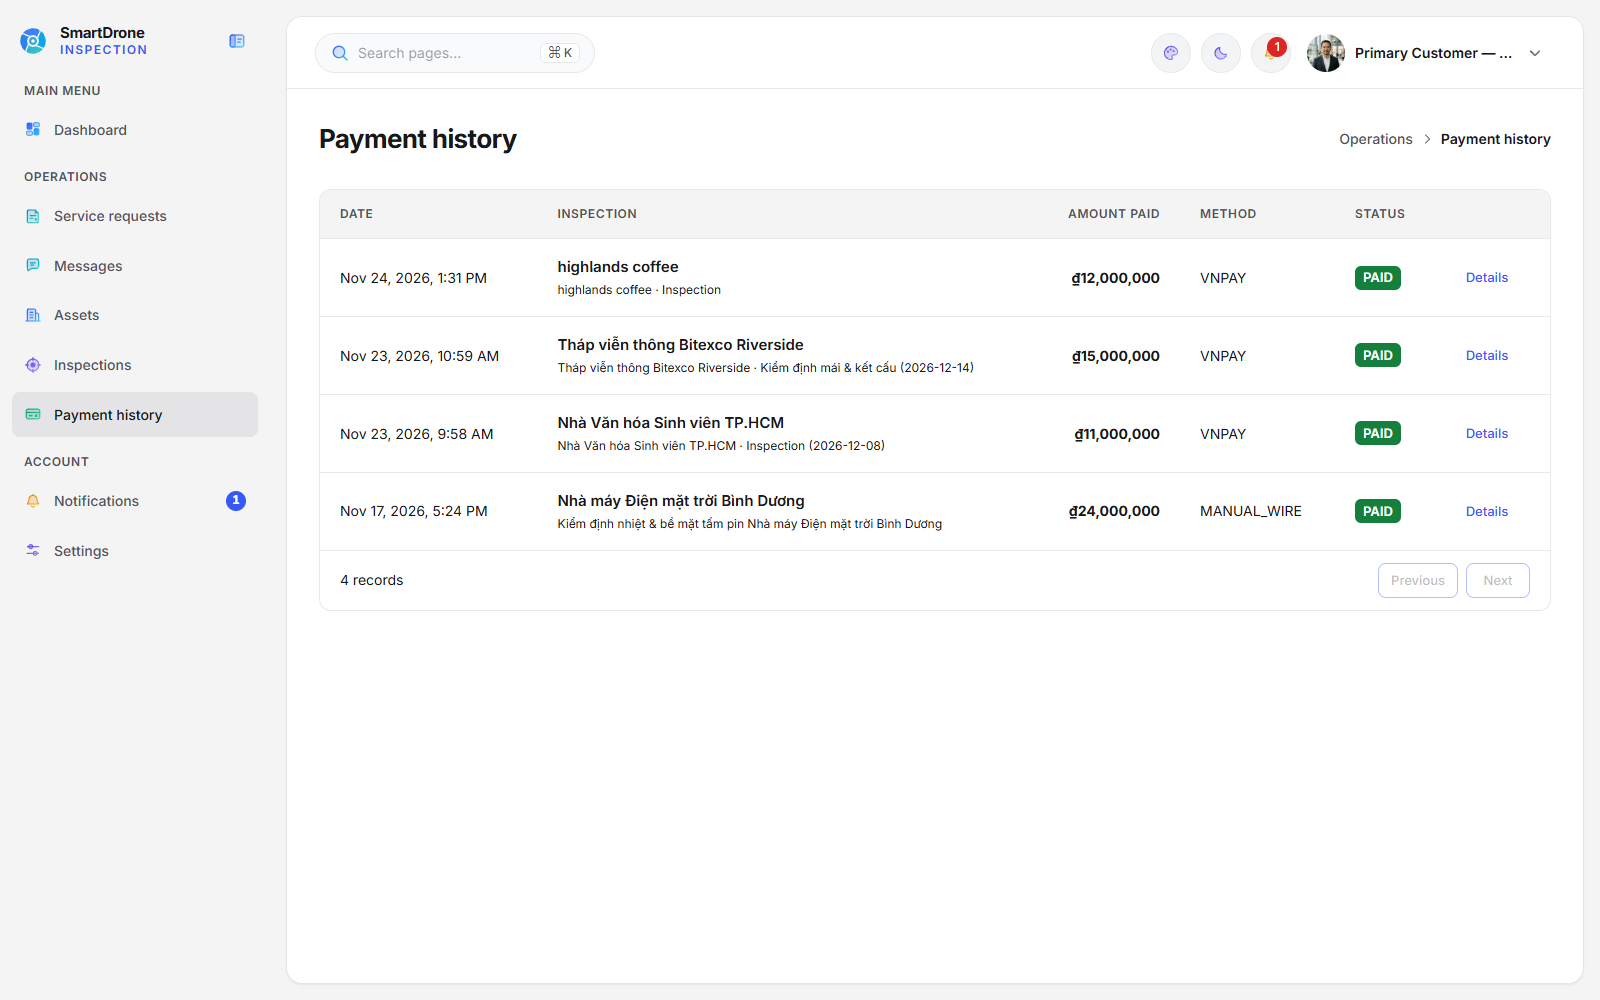 SmartDrone
INSPECTION
MAIN MENU
Dashboard
OPERATIONS
Service requests
Messages
Assets
Inspections
Payment history
ACCOUNT
Notifications 1
Settings
Search pages... ⌘ K
1
Primary Customer — ...
Payment history
Operations > Payment history
DATE INSPECTION AMOUNT PAID METHOD STATUS
Nov 24, 2026, 1:31 PM highlands coffee ₫12,000,000 VNPAY PAID Details
highlands coffee · Inspection
Nov 23, 2026, 10:59 AM Tháp viễn thông Bitexco Riverside ₫15,000,000 VNPAY PAID Details
Tháp viễn thông Bitexco Riverside · Kiểm định mái & kết cấu (2026-12-14)
Nov 23, 2026, 9:58 AM Nhà Văn hóa Sinh viên TP.HCM ₫11,000,000 VNPAY PAID Details
Nhà Văn hóa Sinh viên TP.HCM · Inspection (2026-12-08)
Nov 17, 2026, 5:24 PM Nhà máy Điện mặt trời Bình Dương ₫24,000,000 MANUAL_WIRE PAID Details
Kiểm định nhiệt & bề mặt tấm pin Nhà máy Điện mặt trời Bình Dương
4 records
Previous Next